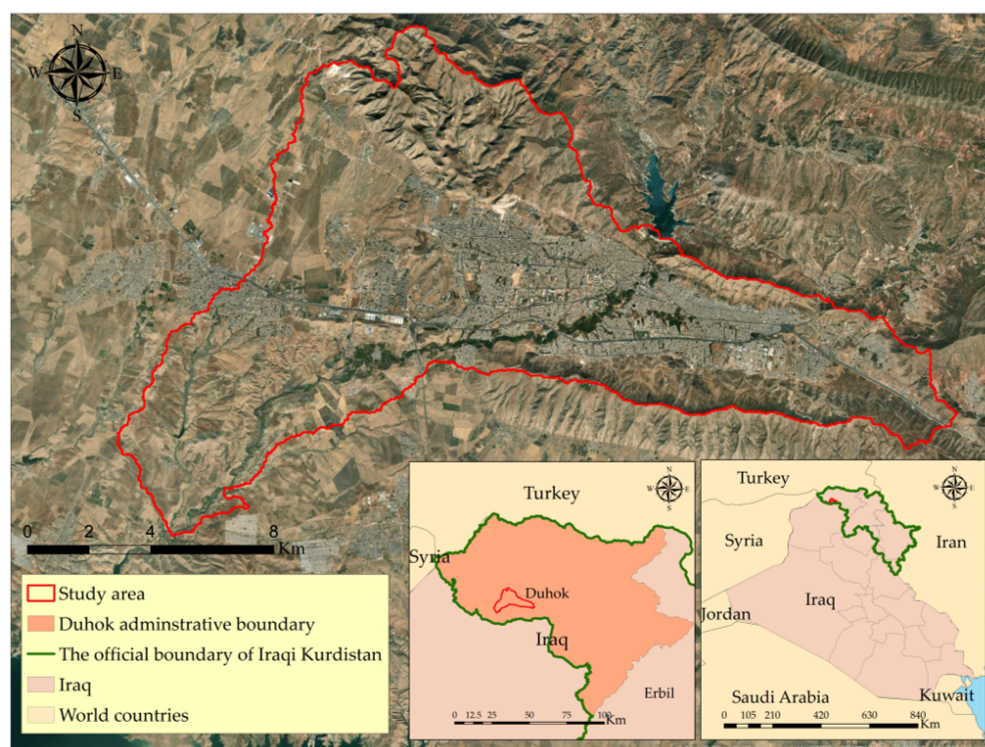 N
W E
S
0 2 4 8
Km
Study area
Duhok adminstrative boundary
The official boundary of Iraqi Kurdistan
Iraq
World countries
N
W E
S
Turkey
Syria
Duhok
Iraq
Erbil
0 12.5 25 50 75 100
Km
N
W E
S
Turkey
Syria
Iran
Iraq
Jordan
Saudi Arabia
Kuwait
0 105 210 420 630 840
Km